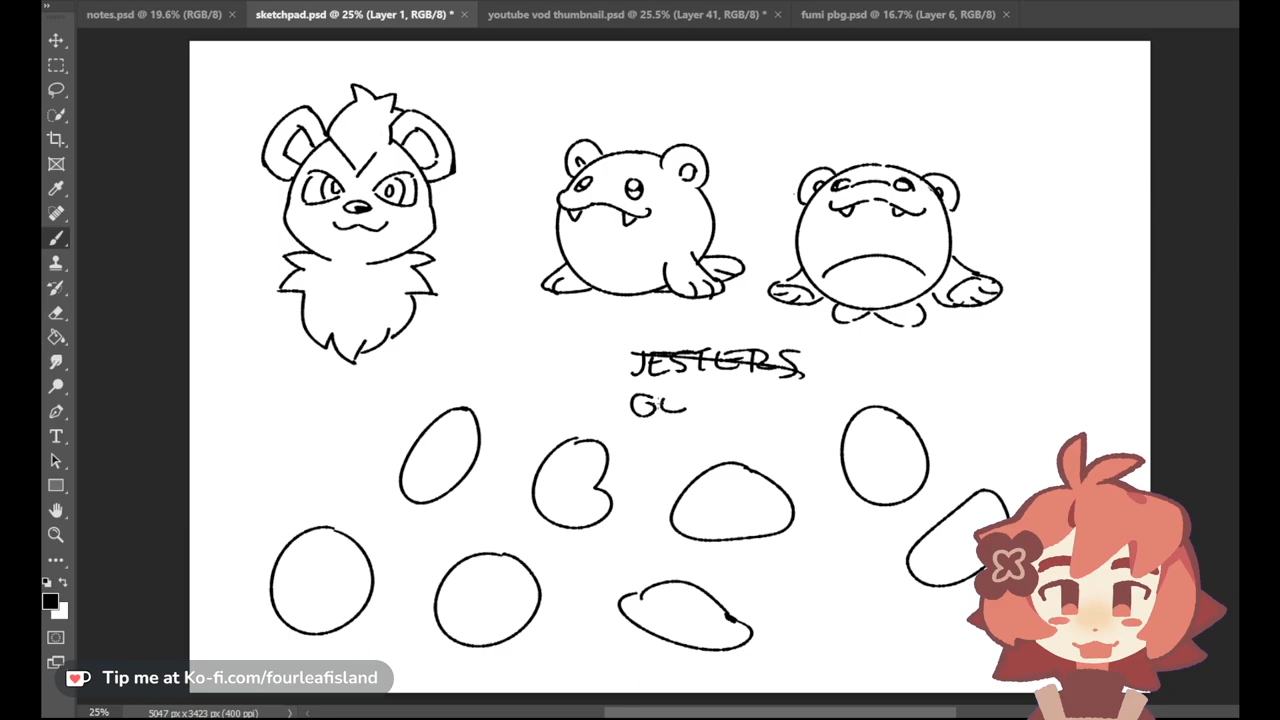 notes.psd @ 19.6% (RGB/8)
sketchpad.psd @ 25% (Layer 1, RGB/8) *
youtube vod thumbnail.psd @ 25.5% (Layer 41, RGB/8) *
fumi pbg.psd @ 16.7% (Layer 6, RGB/8)
JESTERS,
GC
Tip me at Ko-fi.com/fourleafisland
25%
5047 px x 3423 px (400 ppi)